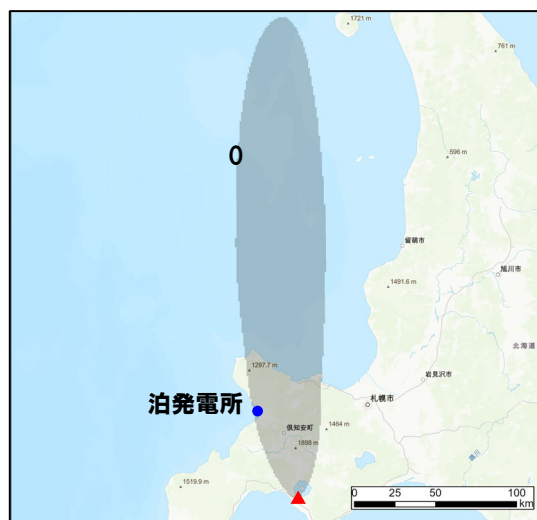 1721 m
761 m
0
596 m
留萌市
旭川市
1491.6 m
北海道
1297.7 m
岩見沢市
泊発電所
札幌市
倶知安町
1464 m
1898 m
1519.9 m
0 25 50 100
km